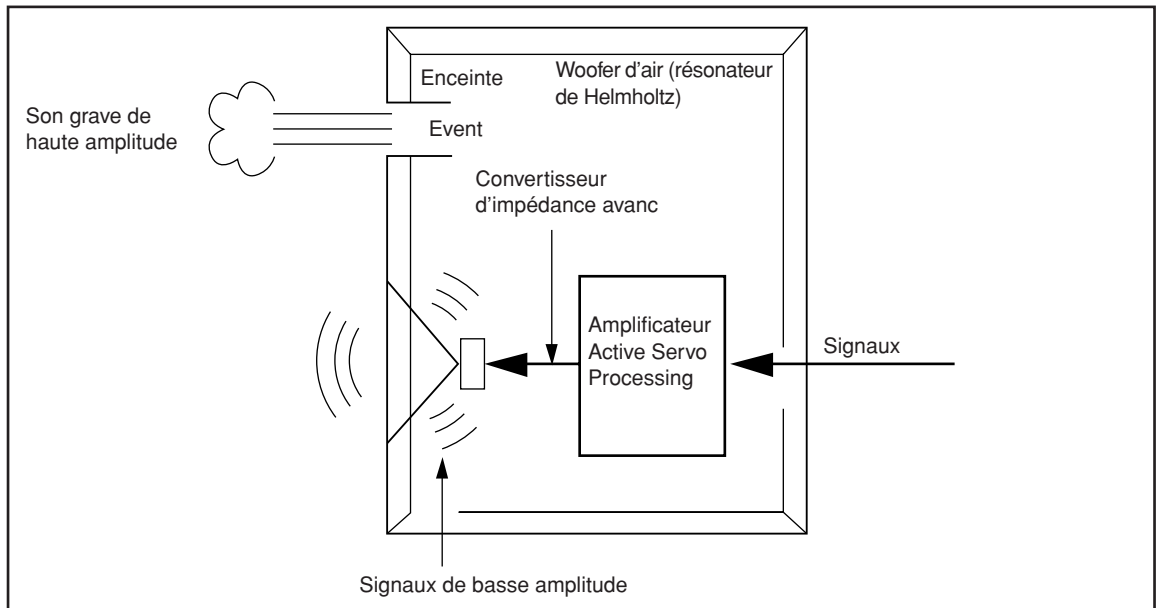 Enceinte
Woofer d'air (résonateur
de Helmholtz)
Son grave de
haute amplitude
Event
Convertisseur
d'impédance avanc
Amplificateur
Active Servo
Processing
Signaux
Signaux de basse amplitude